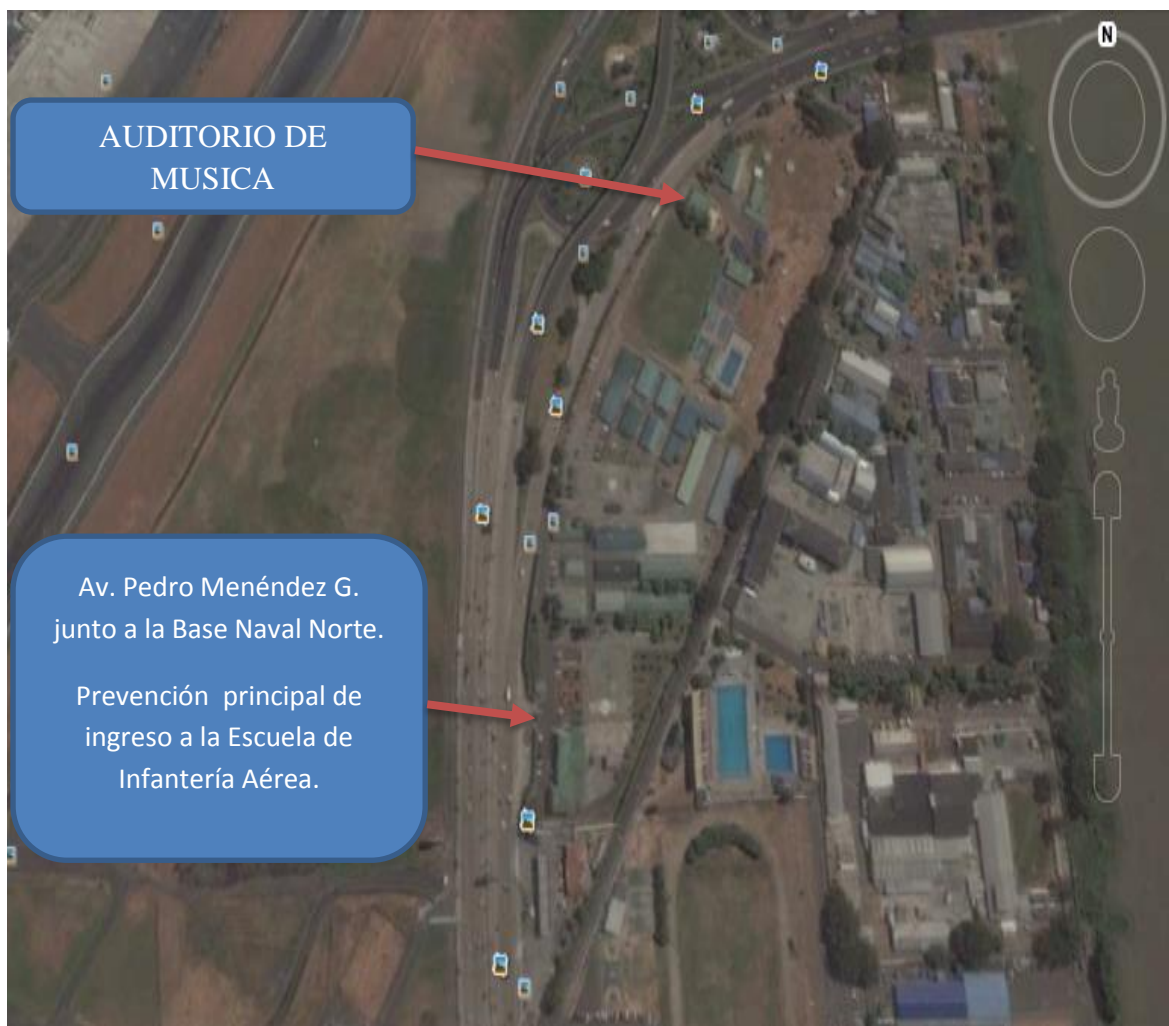 N
AUDITORIO DE
MUSICA
Av. Pedro Menéndez G.
junto a la Base Naval Norte.
Prevención principal de
ingreso a la Escuela de
Infantería Aérea.